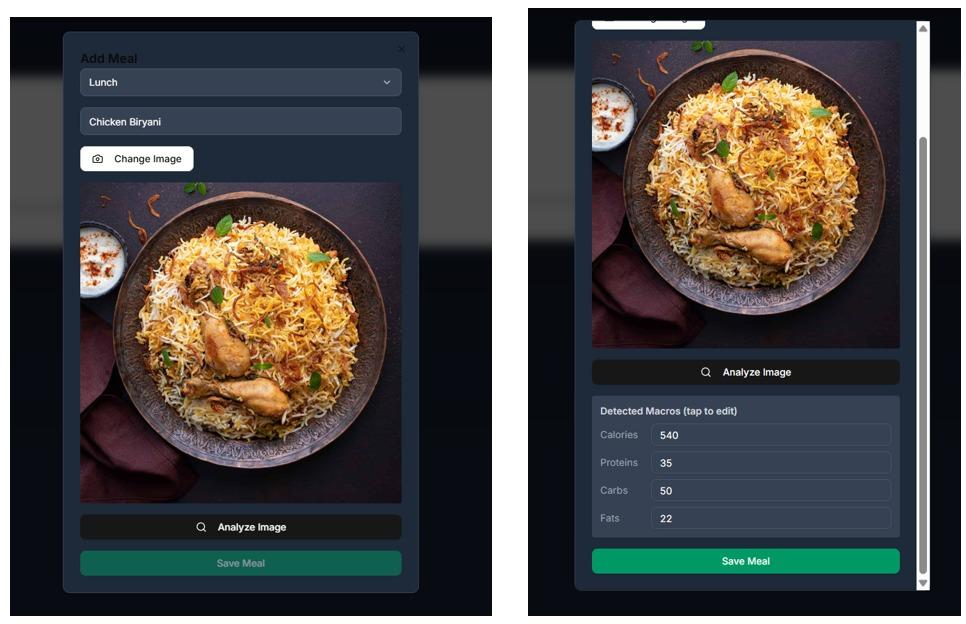 Add Meal
Lunch
Chicken Biryani
Change Image
Analyze Image
Save Meal
Analyze Image
Detected Macros (tap to edit)
Calories 540
Proteins 35
Carbs 50
Fats 22
Save Meal